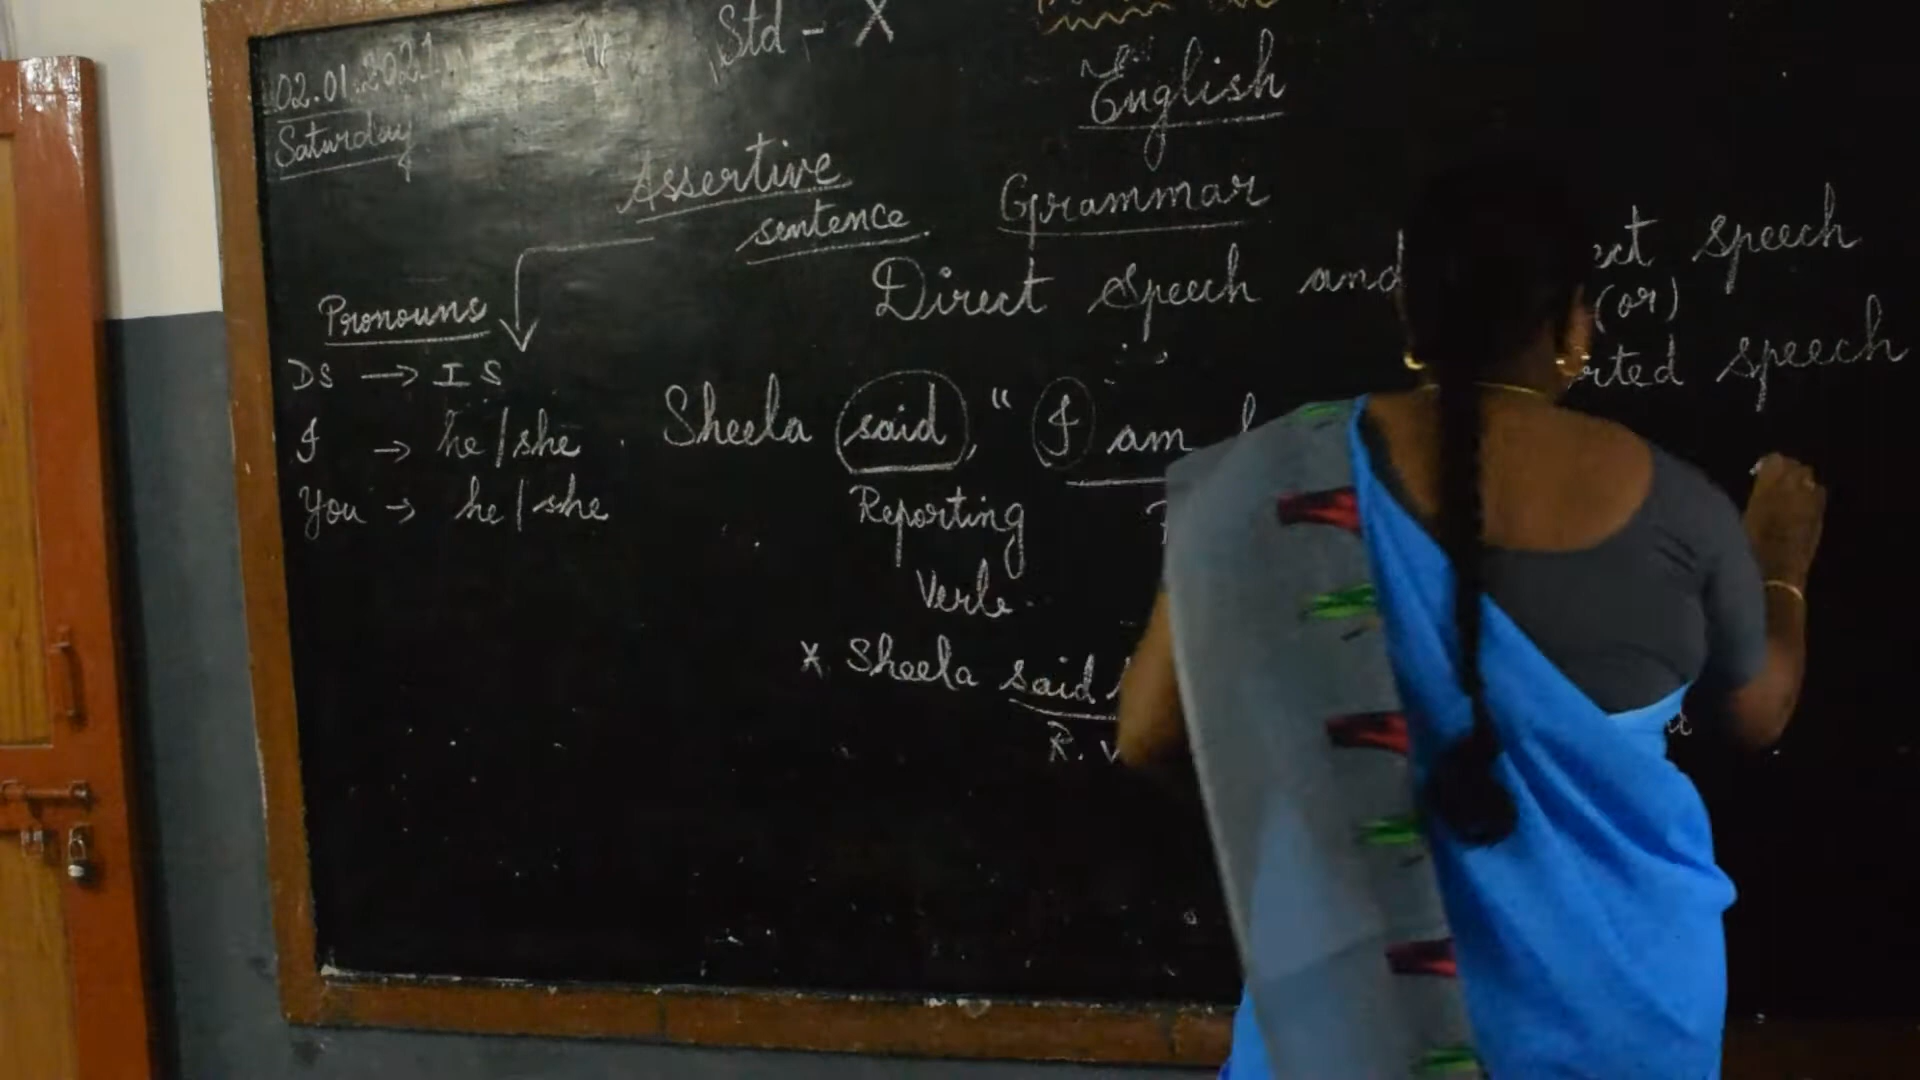 02.01.2021
Saturday
Std - X
English
Assertive
sentence.
Grammar
Direct speech and
speech
(or)
speech
Pronouns
DS → IS
I → he/she
You → he/she
Sheela said, " I am
Reporting
Verb.
* Sheela said
R.